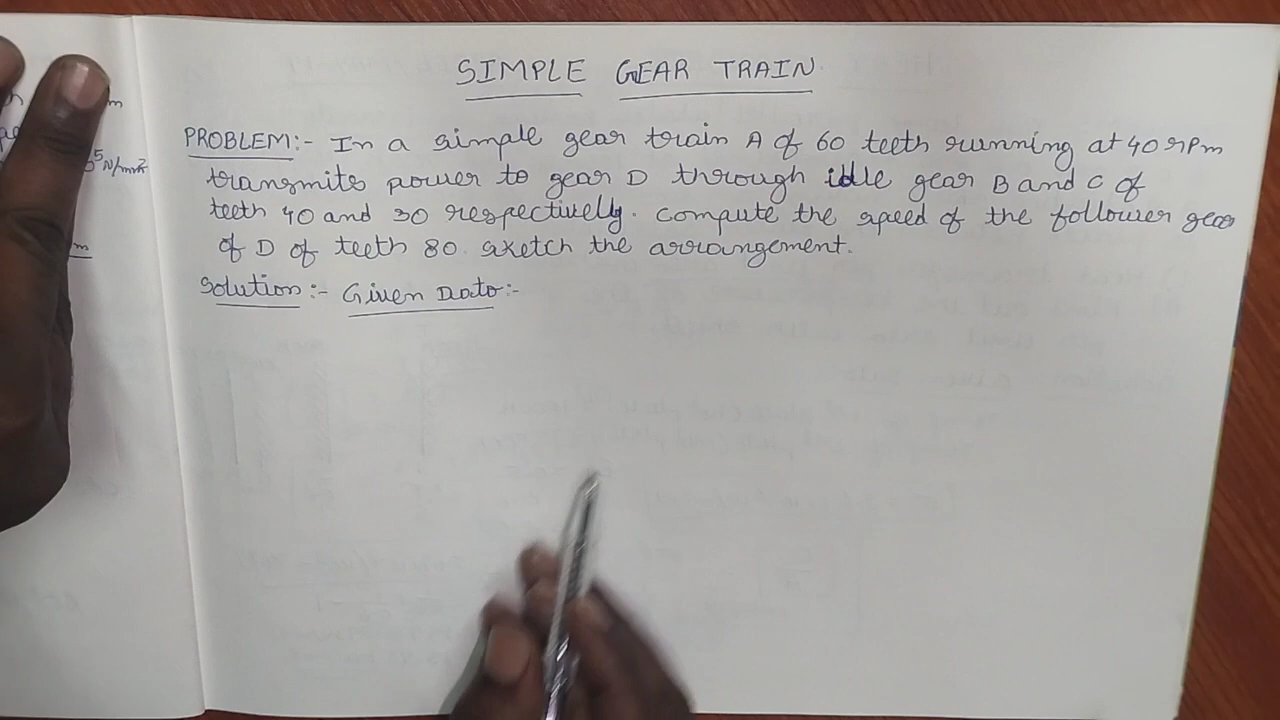 SIMPLE GEAR TRAIN
PROBLEM:- In a simple gear train A of 60 teeth running at 40 rpm
transmits power to gear D through idle gear B and C of
teeth 40 and 30 respectively. compute the speed of the follower gear
of D of teeth 80. sketch the arrangement.
Solution:- Given Data:-
m
5 N/mm²
m